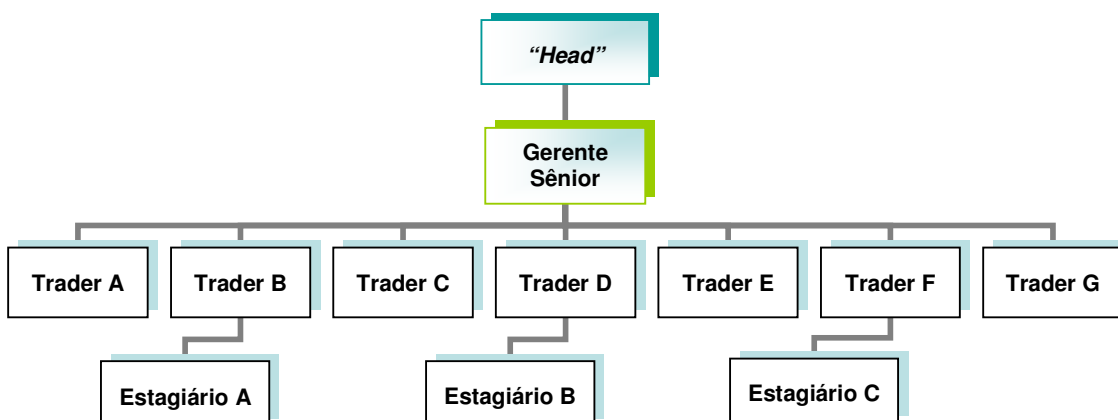 “Head”
Gerente
Sênior
Trader A
Trader B
Trader C
Trader D
Trader E
Trader F
Trader G
Estagiário A
Estagiário B
Estagiário C